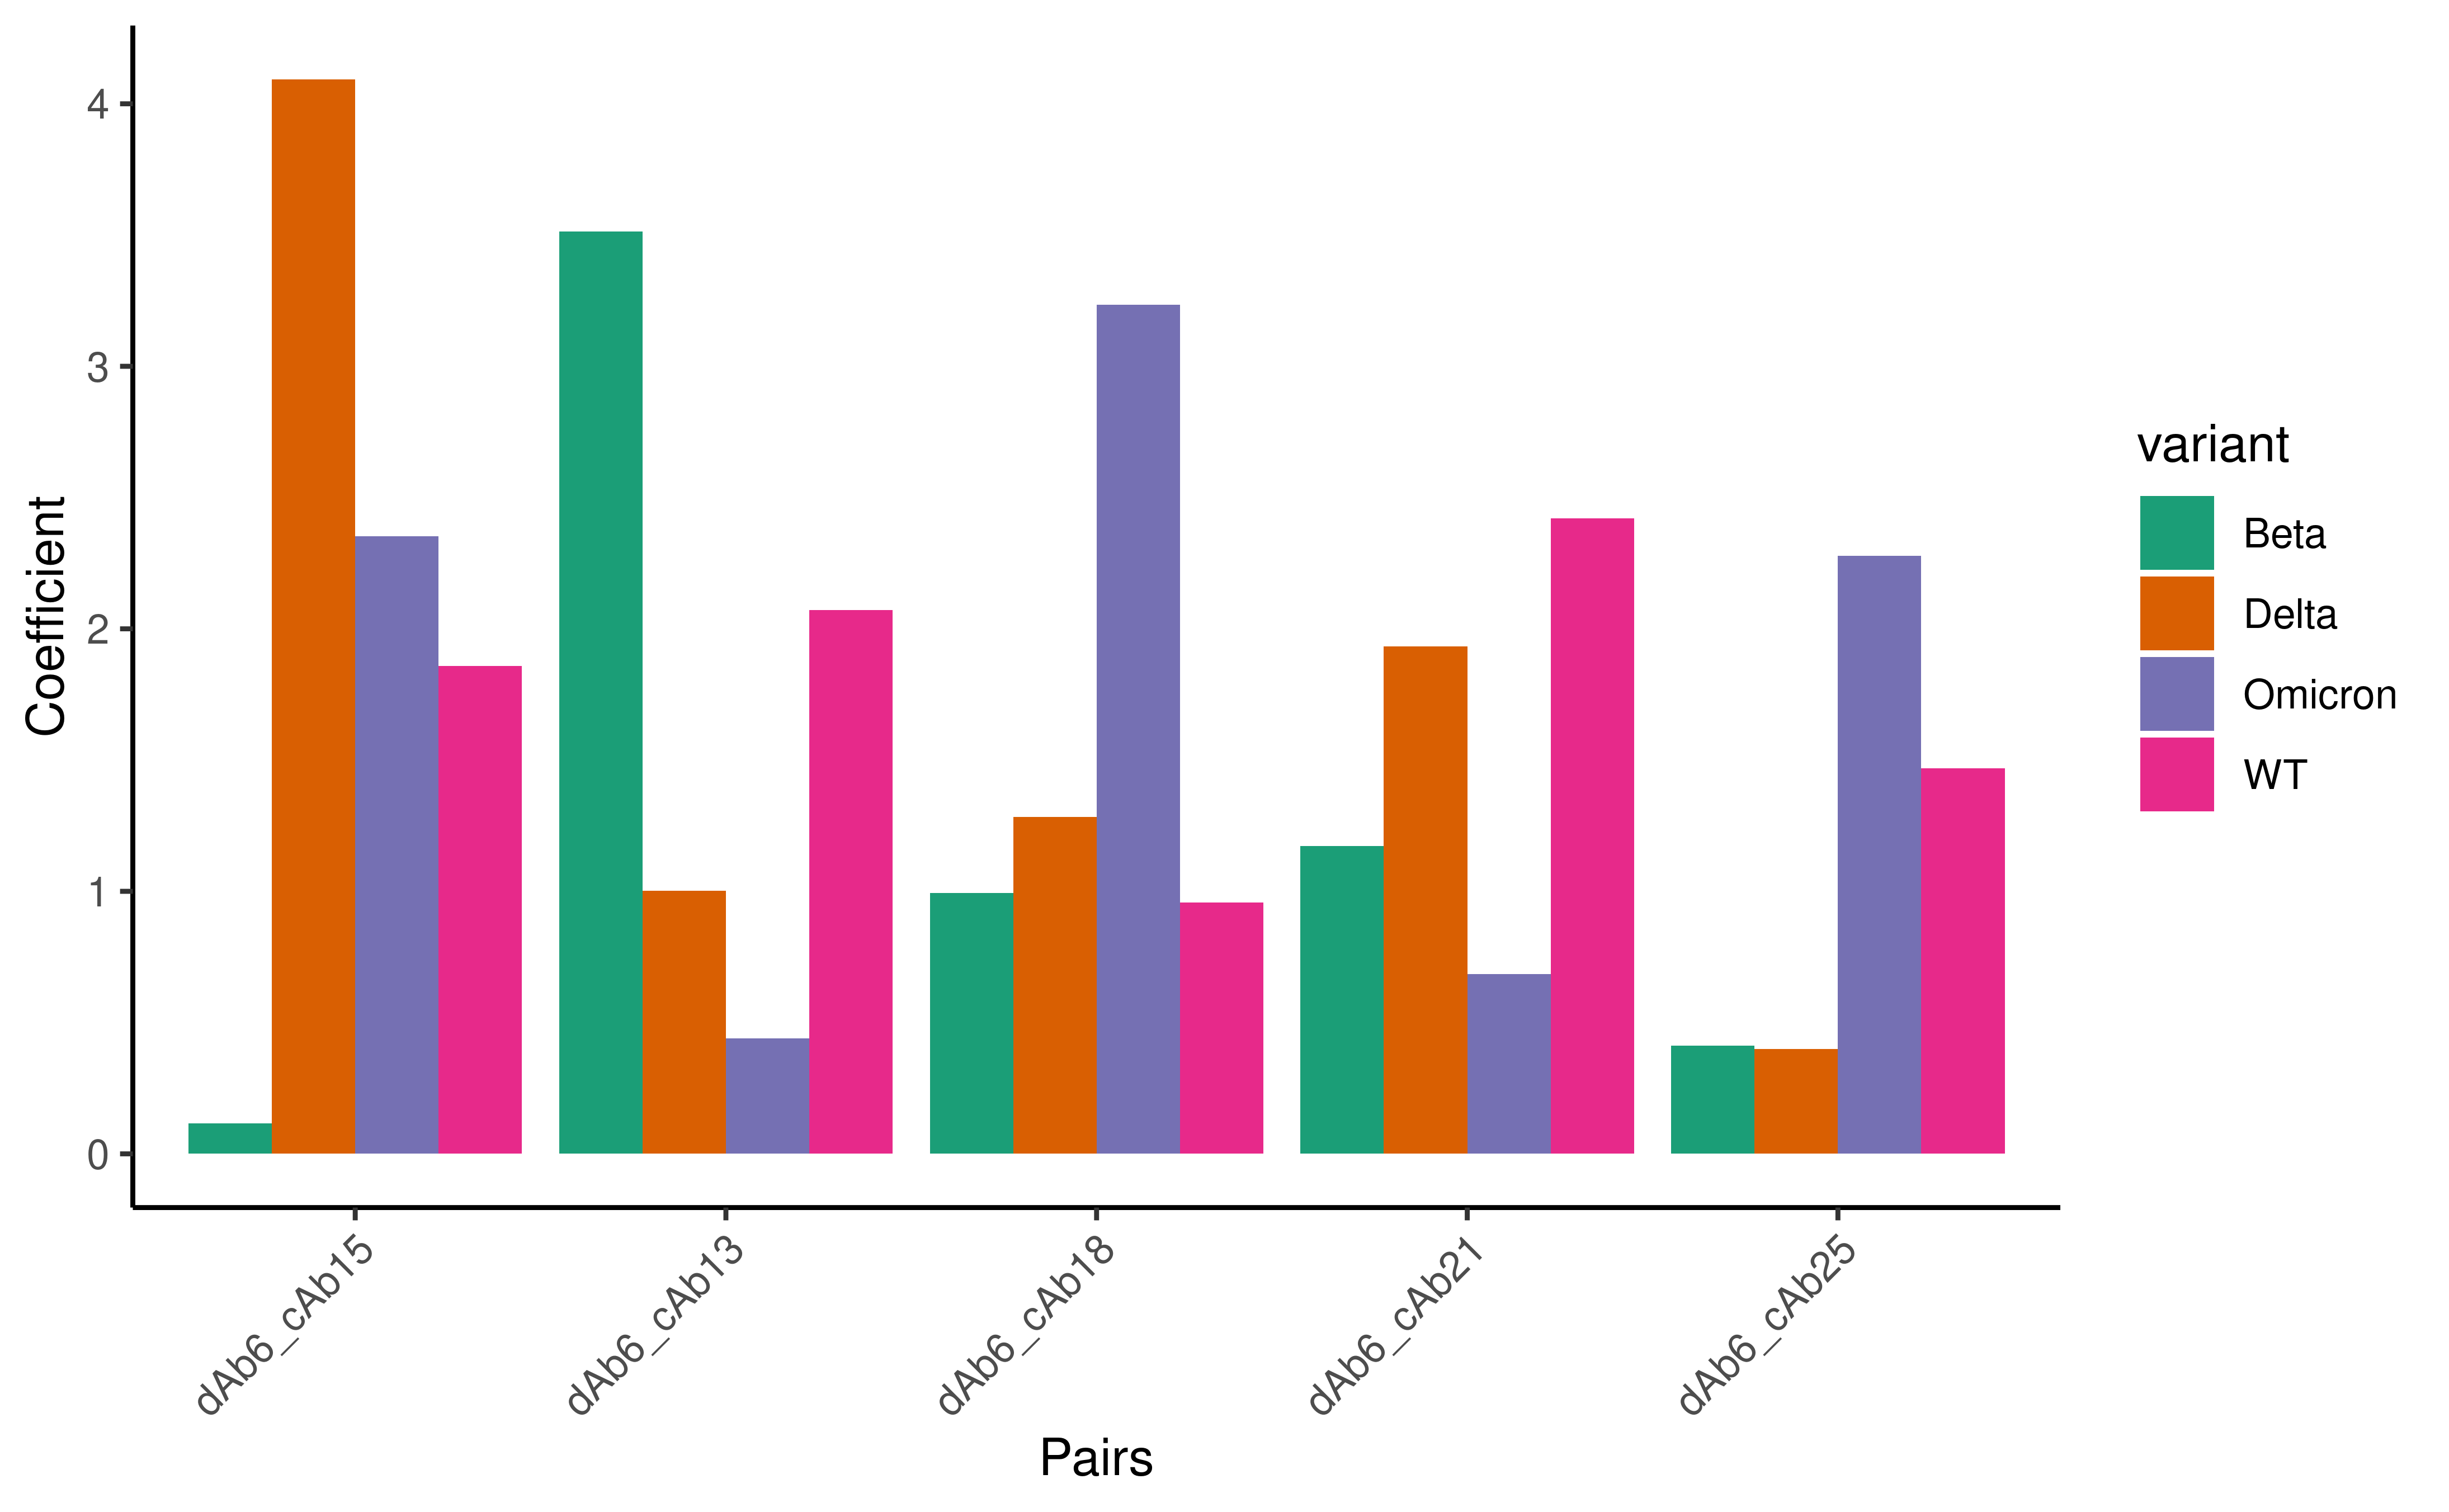 Coefficient
4
3
2
1
0
dAb6_cAb15
dAb6_cAb13
dAb6_cAb18
dAb6_cAb21
dAb6_cAb25
Pairs
variant
Beta
Delta
Omicron
WT